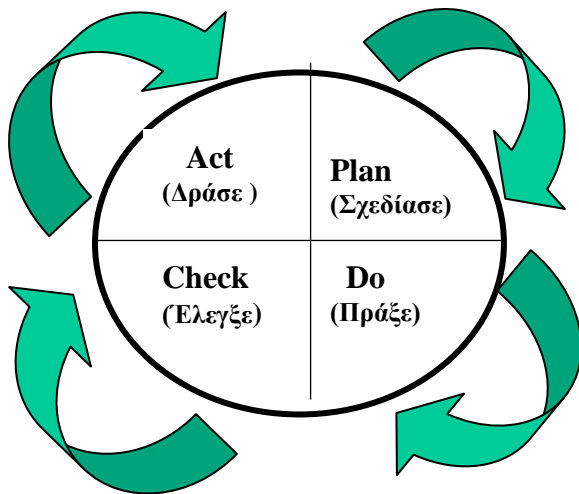 Act
(Δράσε )
Plan
(Σχεδίασε)
Check
(Έλεγξε)
Do
(Πράξε)